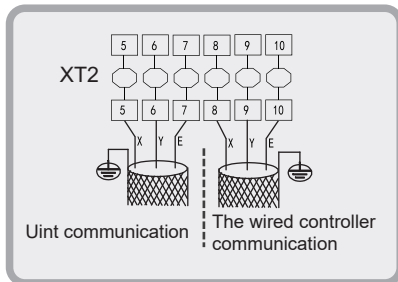 5 6 7 8 9 10
XT2
5 6 7 8 9 10
X Y E X Y E
Uint communication
The wired controller
communication